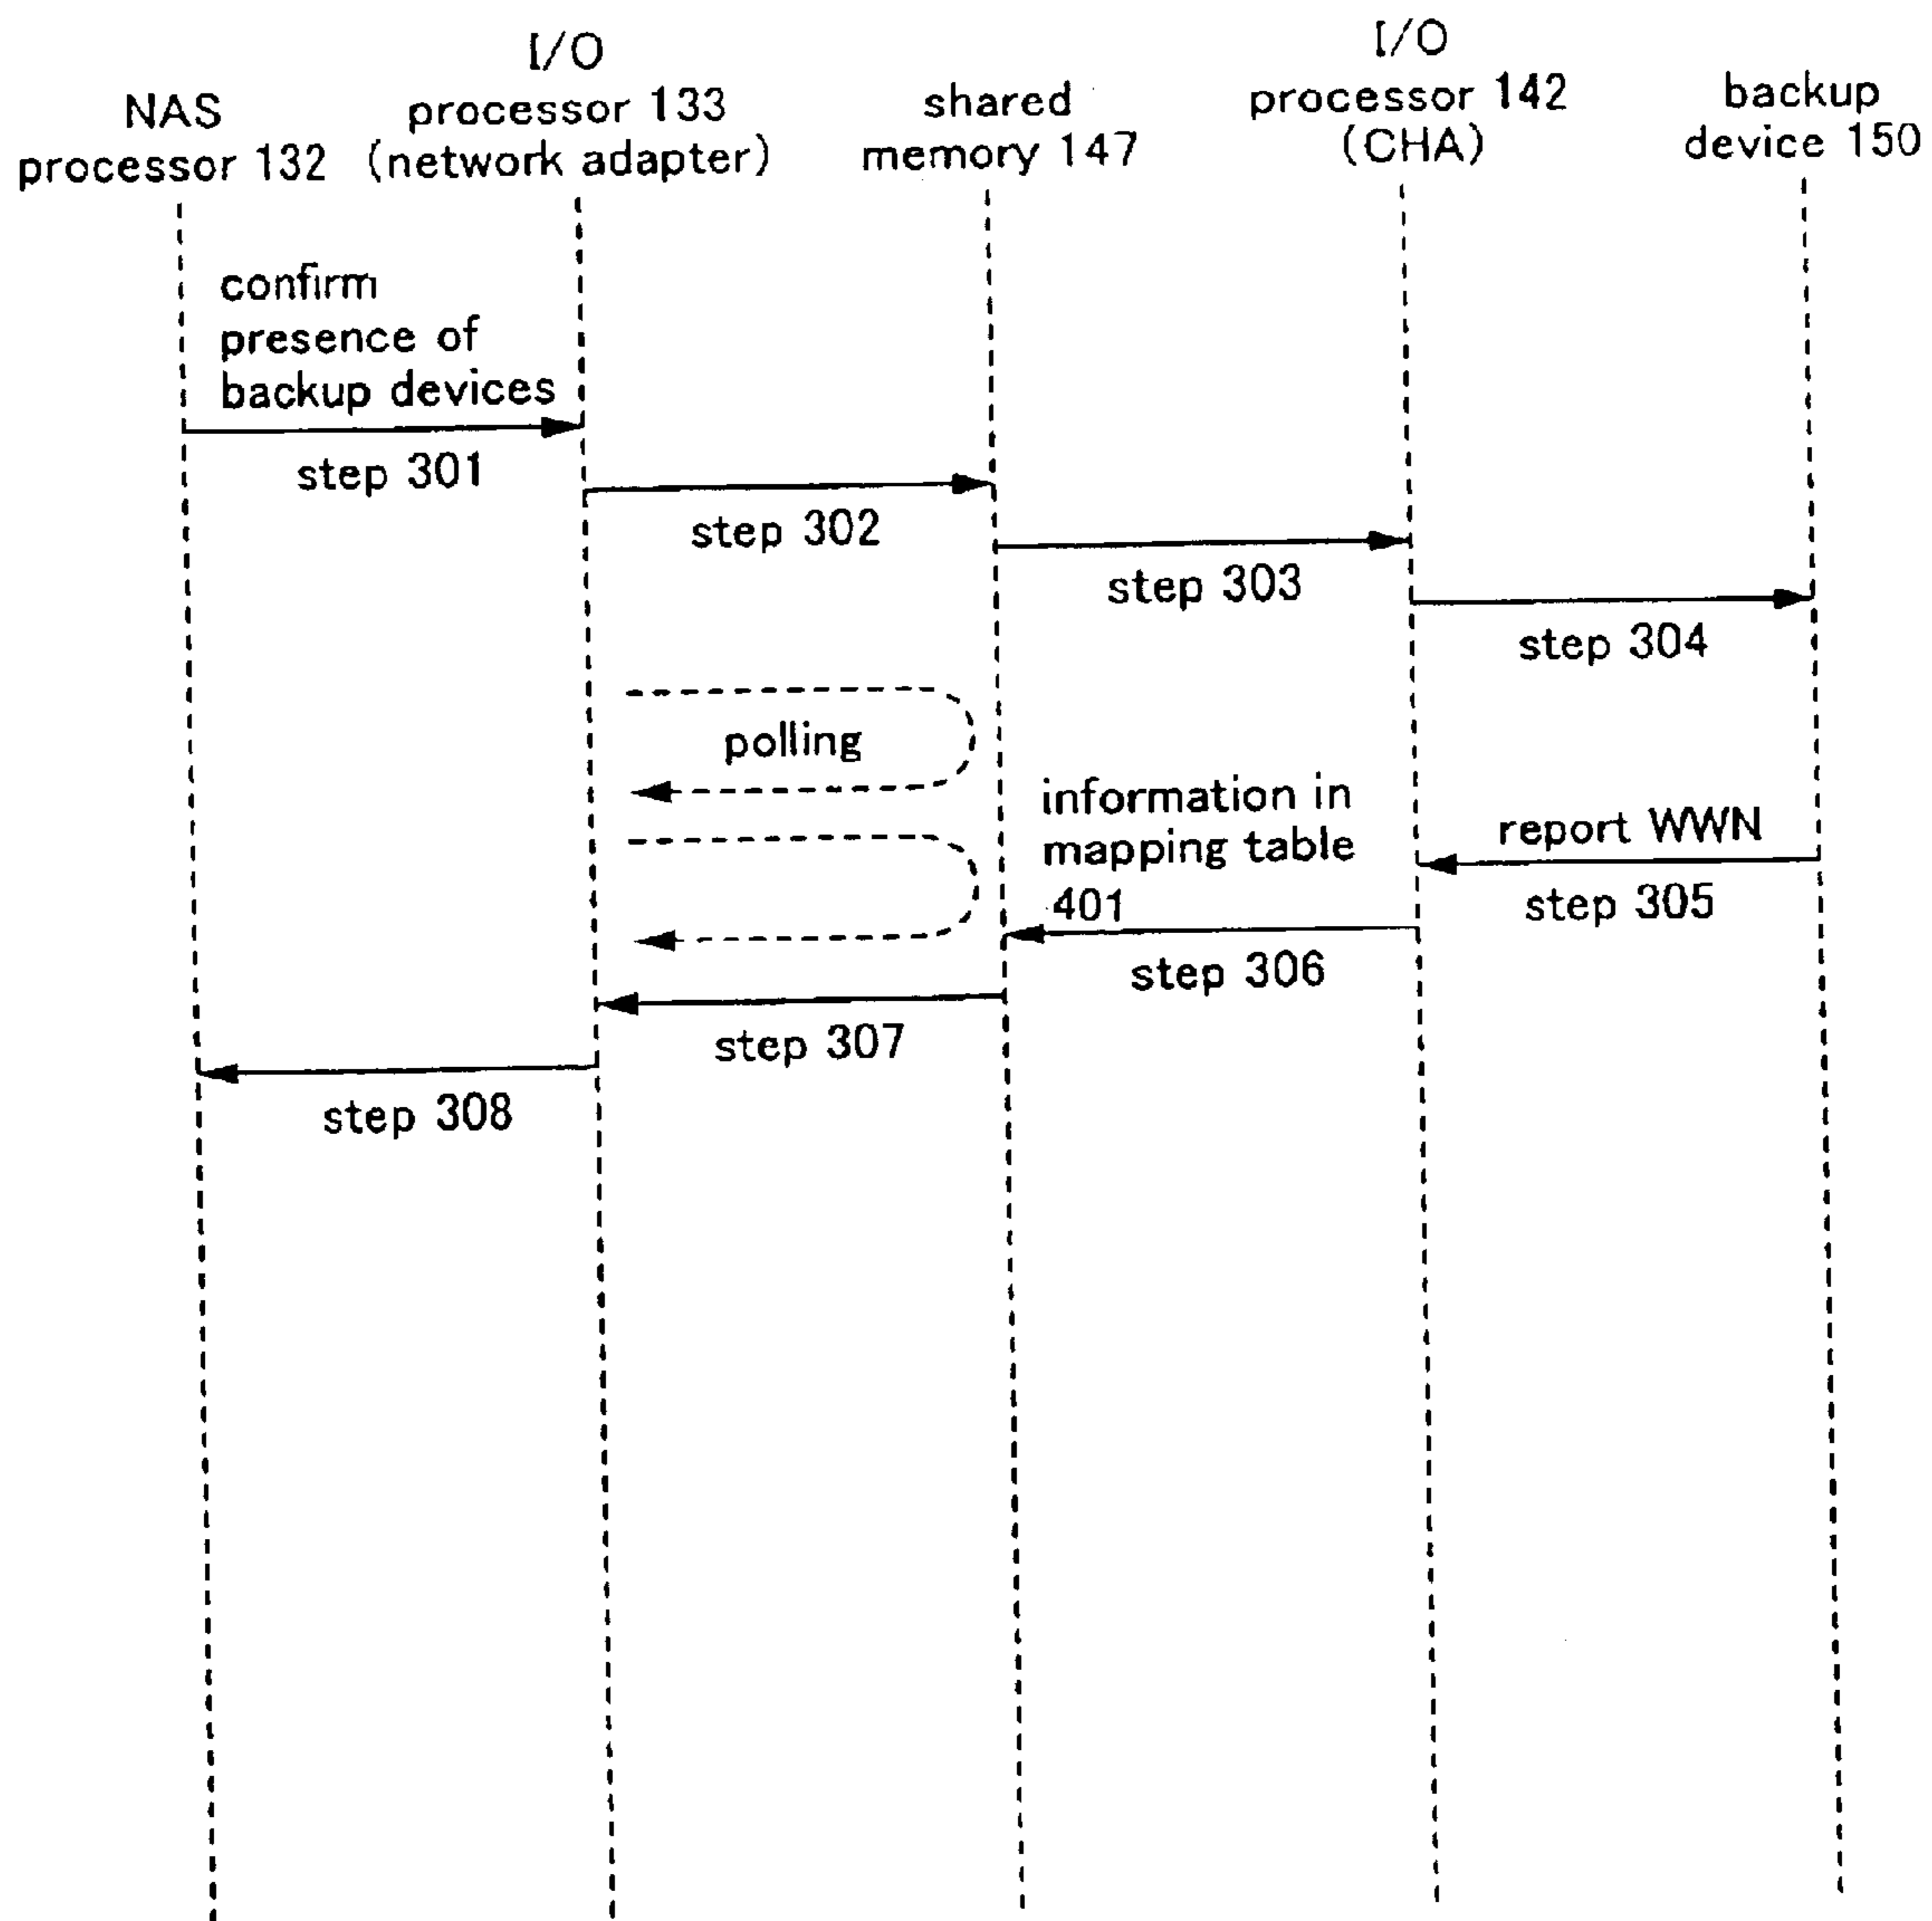 NAS
processor 132
I/O
processor 133
(network adapter)
shared
memory 147
I/O
processor 142
(CHA)
backup
device 150
confirm
presence of
backup devices
step 301
step 302
step 303
step 304
polling
information in
mapping table
401
report WWN
step 305
step 306
step 307
step 308